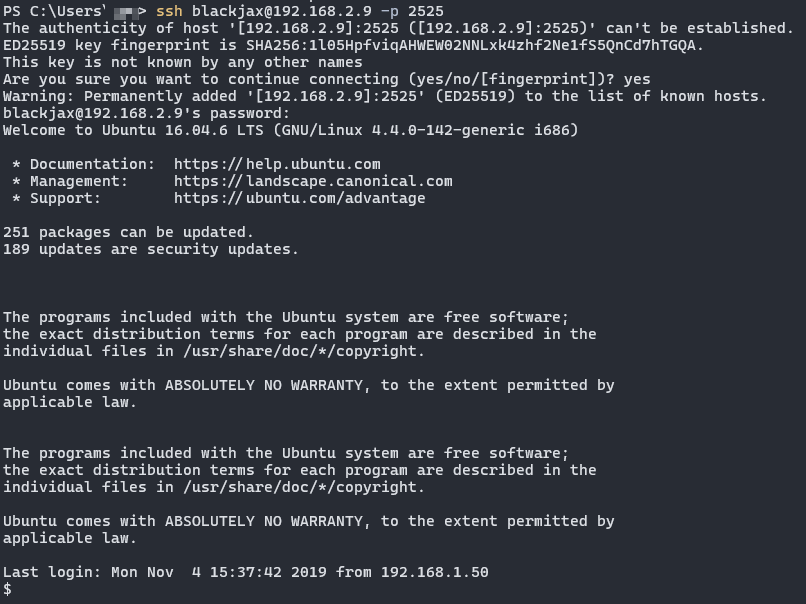 PS C:\Users\ > ssh blackjax@192.168.2.9 -p 2525
The authenticity of host '[192.168.2.9]:2525 ([192.168.2.9]:2525)' can't be established.
ED25519 key fingerprint is SHA256:1l05HpfviqAHWEW02NNLxk4zhf2Ne1fS5QnCd7hTGQA.
This key is not known by any other names
Are you sure you want to continue connecting (yes/no/[fingerprint])? yes
Warning: Permanently added '[192.168.2.9]:2525' (ED25519) to the list of known hosts.
blackjax@192.168.2.9's password:
Welcome to Ubuntu 16.04.6 LTS (GNU/Linux 4.4.0-142-generic i686)
* Documentation: https://help.ubuntu.com
* Management: https://landscape.canonical.com
* Support: https://ubuntu.com/advantage
251 packages can be updated.
189 updates are security updates.
The programs included with the Ubuntu system are free software;
the exact distribution terms for each program are described in the
individual files in /usr/share/doc/*/copyright.
Ubuntu comes with ABSOLUTELY NO WARRANTY, to the extent permitted by
applicable law.
The programs included with the Ubuntu system are free software;
the exact distribution terms for each program are described in the
individual files in /usr/share/doc/*/copyright.
Ubuntu comes with ABSOLUTELY NO WARRANTY, to the extent permitted by
applicable law.
Last login: Mon Nov  4 15:37:42 2019 from 192.168.1.50
$